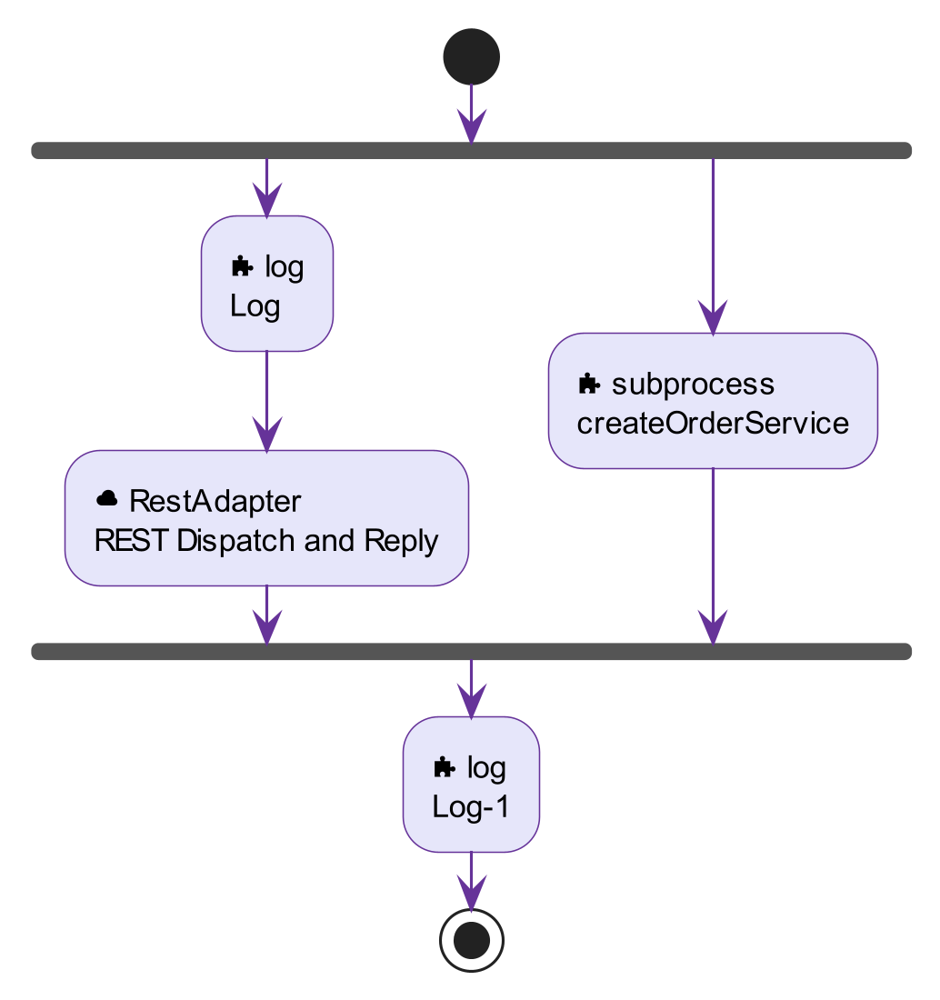 log
Log
subprocess
createOrderService
RestAdapter
REST Dispatch and Reply
log
Log-1